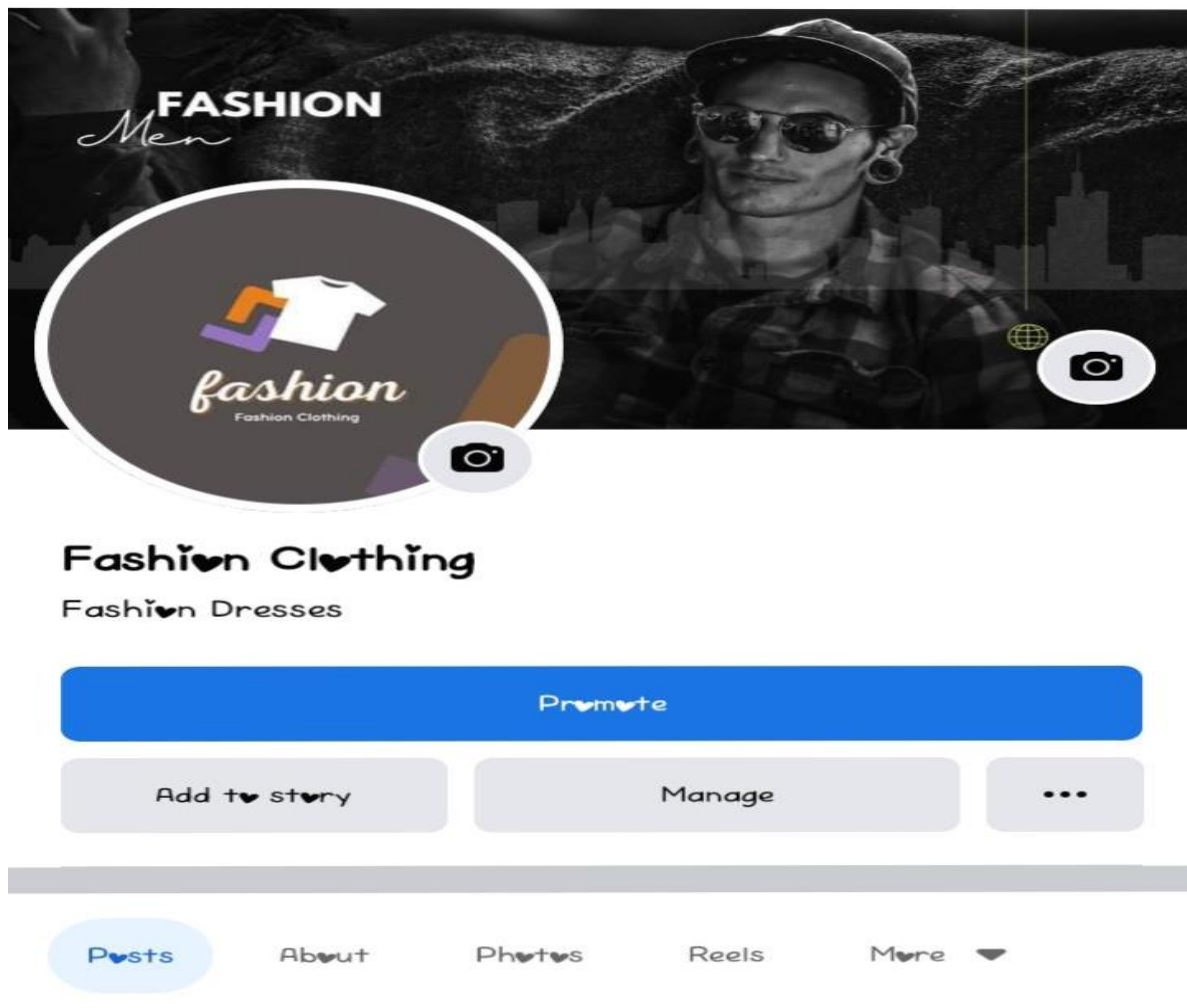 FASHION
Men
fashion
Fashion Clothing
Fashion Clothing
Fashion Dresses
Promote
Add to story
Manage
•••
Posts
About
Photos
Reels
More